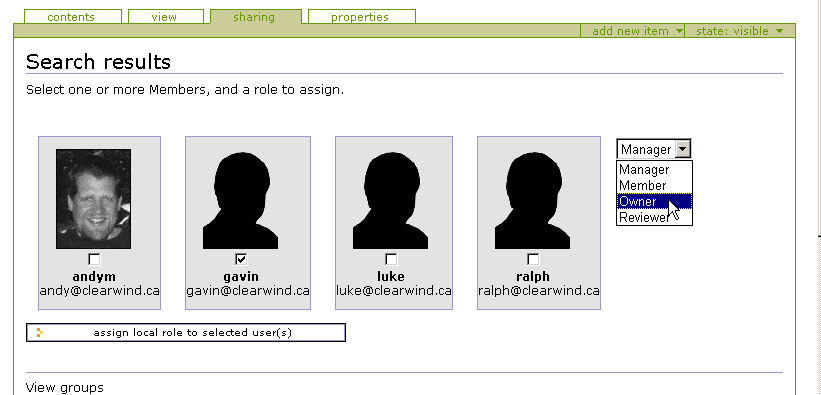 contents view sharing properties
add new item state: visible
Search results
Select one or more Members, and a role to assign.
Manager
Manager
Member
Owner
Reviewer
andym gavin luke ralph
andy@clearwind.ca gavin@clearwind.ca luke@clearwind.ca ralph@clearwind.ca
assign local role to selected user(s)
View groups